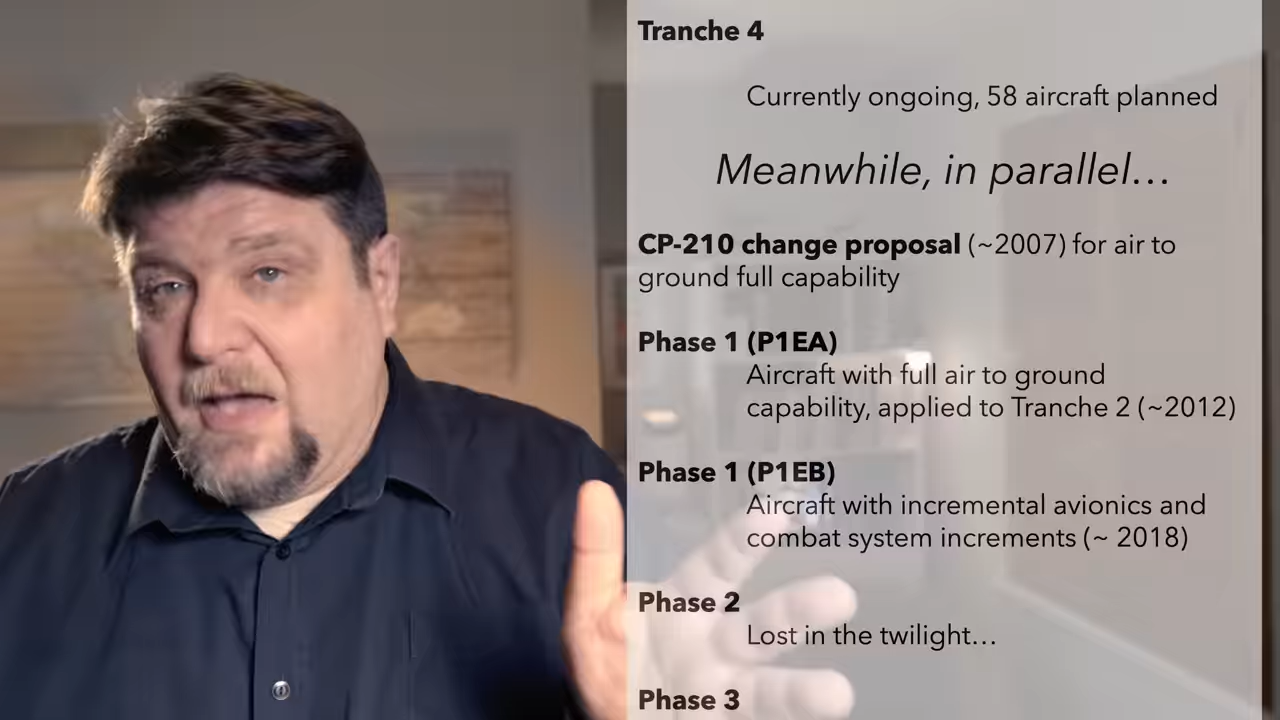 Tranche 4
Currently ongoing, 58 aircraft planned
Meanwhile, in parallel…
CP-210 change proposal (~2007) for air to
ground full capability
Phase 1 (P1EA)
Aircraft with full air to ground
capability, applied to Tranche 2 (~2012)
Phase 1 (P1EB)
Aircraft with incremental avionics and
combat system increments (~ 2018)
Phase 2
Lost in the twilight…
Phase 3